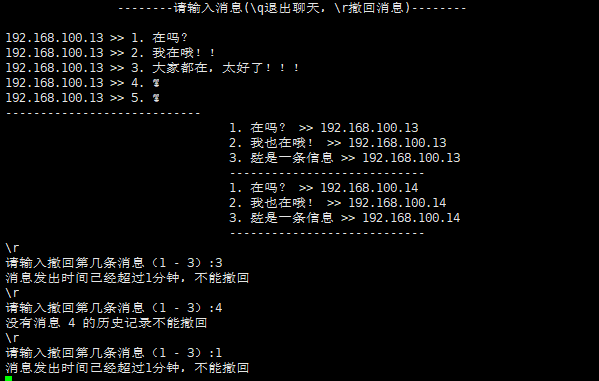 --------请输入消息(\q退出聊天, \r撤回消息)--------
192.168.100.13 >> 1. 在吗?
192.168.100.13 >> 2. 我在哦!!
192.168.100.13 >> 3. 大家都在, 太好了!!!
192.168.100.13 >> 4.
192.168.100.13 >> 5.
----------------------------
1. 在吗? >> 192.168.100.13
2. 我也在哦! >> 192.168.100.13
3. 是一条信息 >> 192.168.100.13
----------------------------
1. 在吗? >> 192.168.100.14
2. 我也在哦! >> 192.168.100.14
3. 是一条信息 >> 192.168.100.14
----------------------------
\r
请输入撤回第几条消息 (1 - 3) :3
消息发出时间已经超过1分钟, 不能撤回
\r
请输入撤回第几条消息 (1 - 3) :4
没有消息 4 的历史记录不能撤回
\r
请输入撤回第几条消息 (1 - 3) :1
消息发出时间已经超过1分钟, 不能撤回